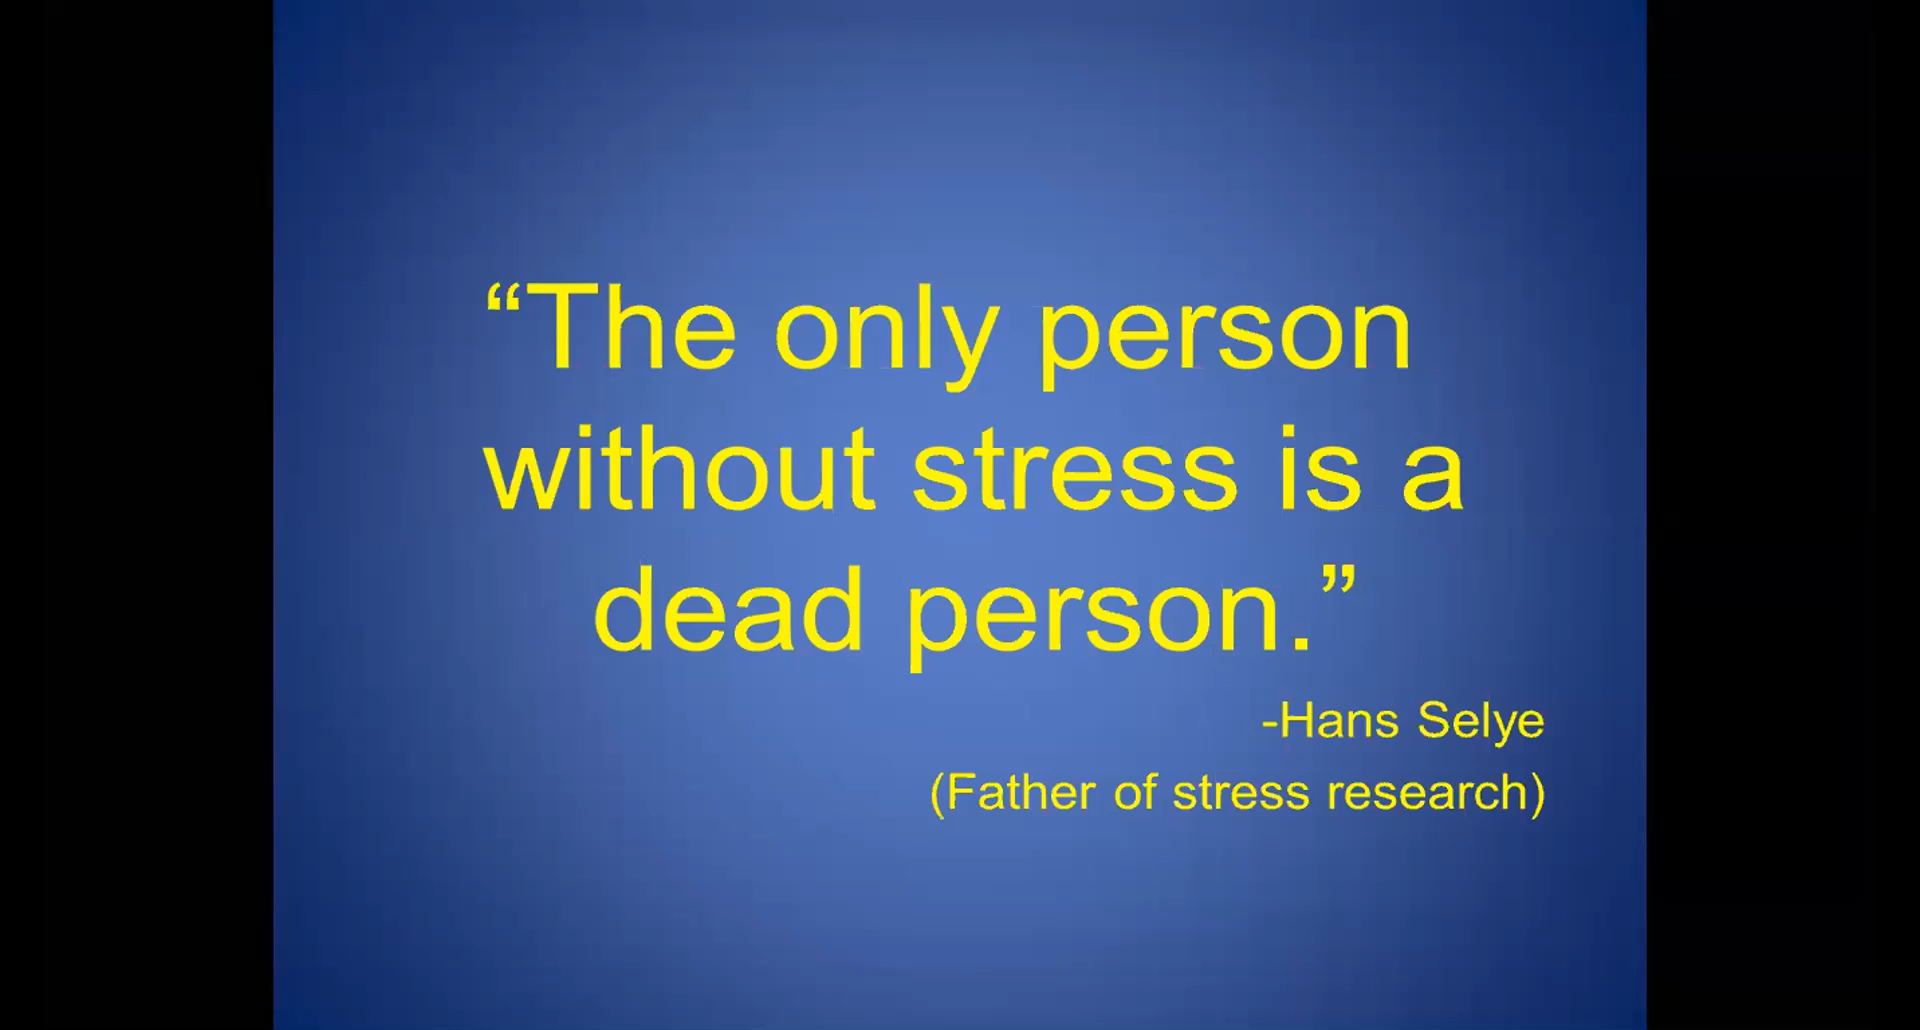 “The only person
without stress is a
dead person.”
-Hans Selye
(Father of stress research)